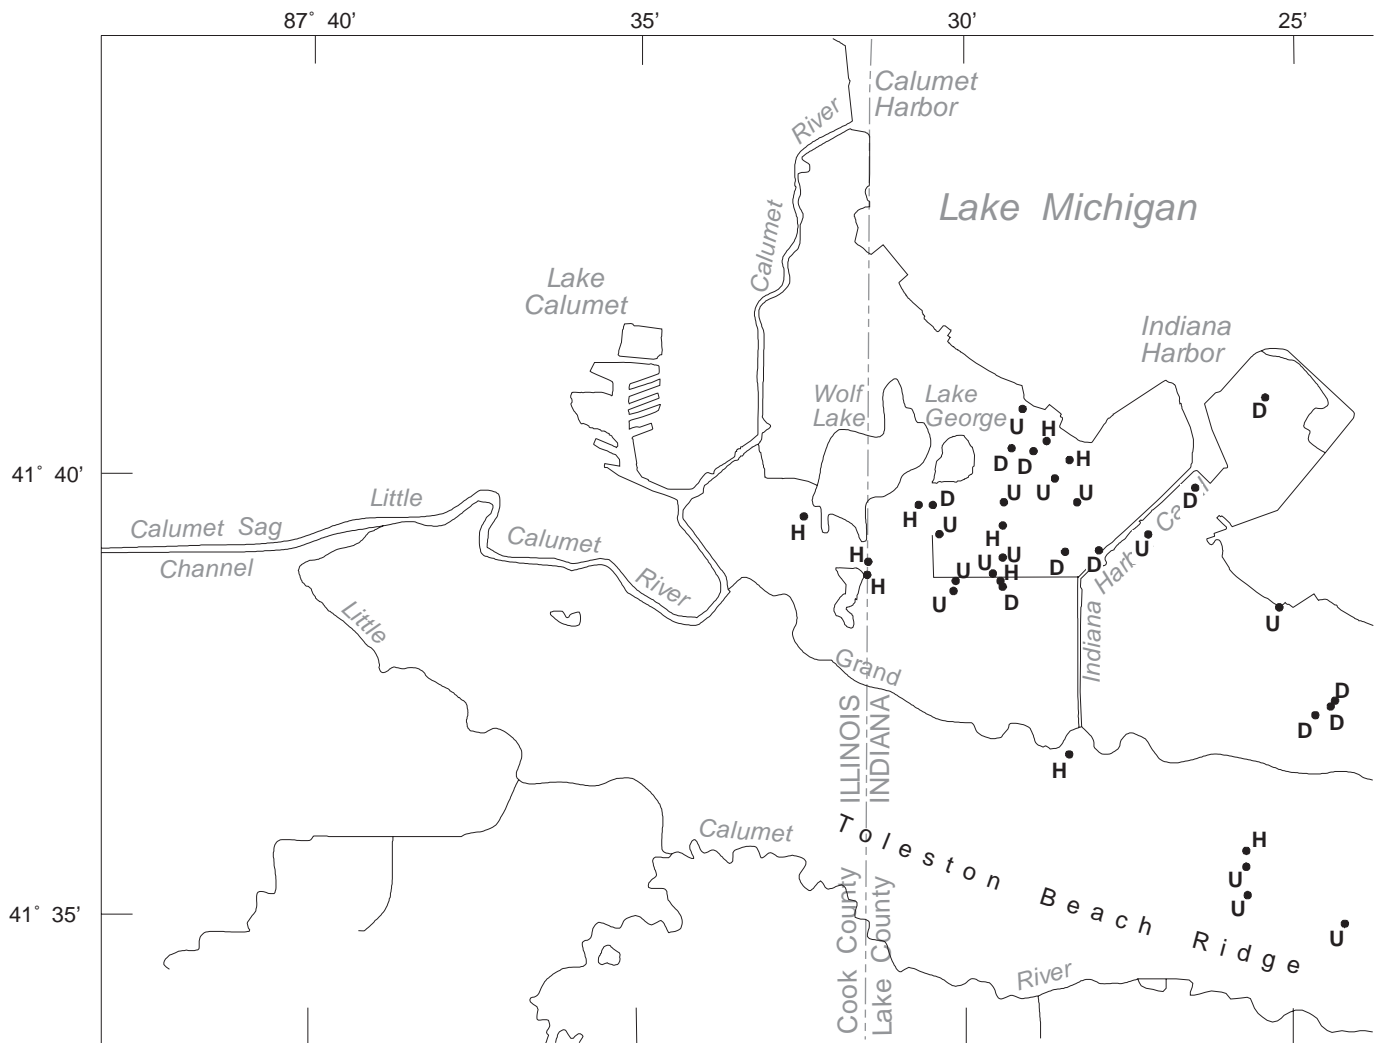 87° 40'
35'
30'
25'
Calumet
Harbor
River
Lake Michigan
Calumet
Lake
Calumet
Indiana
Harbor
Wolf
Lake
Lake
George
D
U
H
D
D
H
41° 40'
Little
U
U
U
D
H
D
U
Calumet Sag
H
H
U
Calumet
Channel
H
U
U
D
D
H
U
H
D
U
Indiana Harbor
River
Little
U
Grand
D
D
D
ILLINOIS
INDIANA
H
Calumet
Toleston Beach Ridge
H
U
U
U
41° 35'
Cook County
Lake County
River